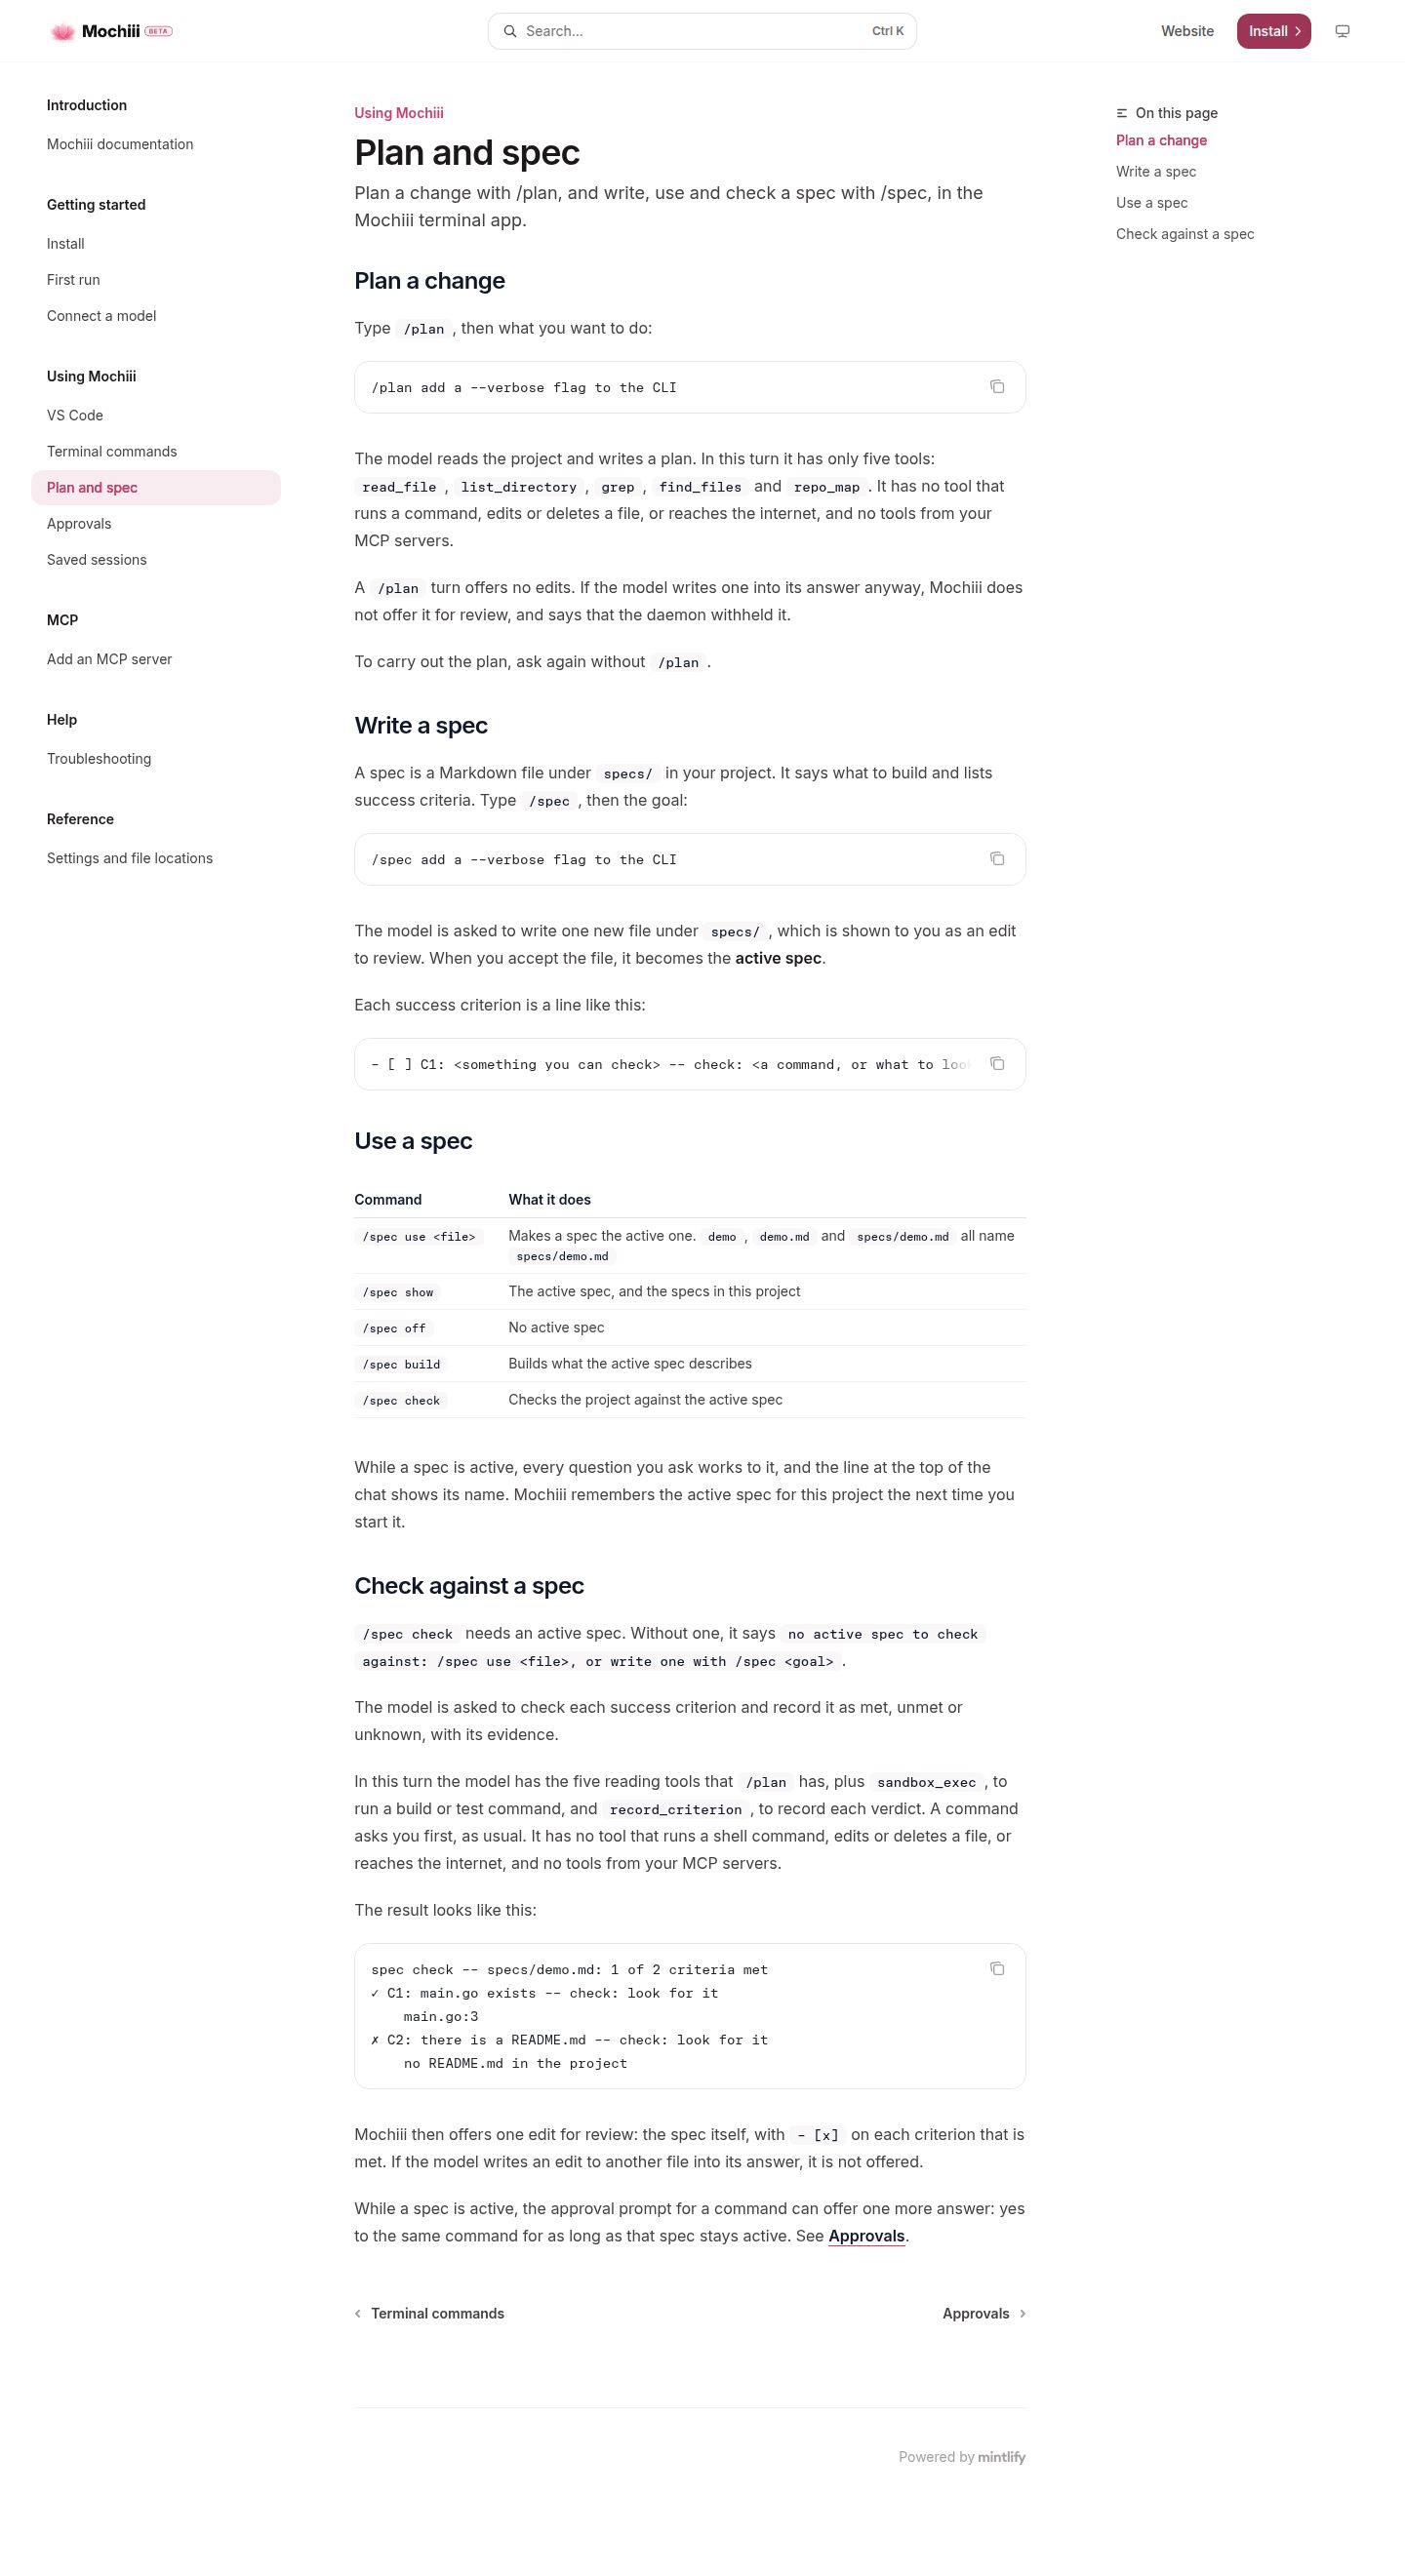 Mochiii BETA
Search...
Ctrl K
Website
Install
Introduction
Mochiii documentation
Getting started
Install
First run
Connect a model
Using Mochiii
VS Code
Terminal commands
Plan and spec
Approvals
Saved sessions
MCP
Add an MCP server
Help
Troubleshooting
Reference
Settings and file locations
Using Mochiii
Plan and spec
Plan a change with /plan, and write, use and check a spec with /spec, in the
Mochiii terminal app.
Plan a change
Type /plan , then what you want to do:
/plan add a --verbose flag to the CLI
The model reads the project and writes a plan. In this turn it has only five tools:
read_file , list_directory , grep , find_files and repo_map . It has no tool that
runs a command, edits or deletes a file, or reaches the internet, and no tools from your
MCP servers.
A /plan turn offers no edits. If the model writes one into its answer anyway, Mochiii does
not offer it for review, and says that the daemon withheld it.
To carry out the plan, ask again without /plan .
Write a spec
A spec is a Markdown file under specs/ in your project. It says what to build and lists
success criteria. Type /spec , then the goal:
/spec add a --verbose flag to the CLI
The model is asked to write one new file under specs/ , which is shown to you as an edit
to review. When you accept the file, it becomes the active spec.
Each success criterion is a line like this:
- [ ] C1: <something you can check> -- check: <a command, or what to loo
Use a spec
Command What it does
/spec use <file> Makes a spec the active one. demo , demo.md and specs/demo.md all name
specs/demo.md
/spec show The active spec, and the specs in this project
/spec off No active spec
/spec build Builds what the active spec describes
/spec check Checks the project against the active spec
While a spec is active, every question you ask works to it, and the line at the top of the
chat shows its name. Mochiii remembers the active spec for this project the next time you
start it.
Check against a spec
/spec check needs an active spec. Without one, it says no active spec to check
against: /spec use <file>, or write one with /spec <goal> .
The model is asked to check each success criterion and record it as met, unmet or
unknown, with its evidence.
In this turn the model has the five reading tools that /plan has, plus sandbox_exec , to
run a build or test command, and record_criterion , to record each verdict. A command
asks you first, as usual. It has no tool that runs a shell command, edits or deletes a file, or
reaches the internet, and no tools from your MCP servers.
The result looks like this:
spec check -- specs/demo.md: 1 of 2 criteria met
✓ C1: main.go exists -- check: look for it
main.go:3
✗ C2: there is a README.md -- check: look for it
no README.md in the project
Mochiii then offers one edit for review: the spec itself, with - [x] on each criterion that is
met. If the model writes an edit to another file into its answer, it is not offered.
While a spec is active, the approval prompt for a command can offer one more answer: yes
to the same command for as long as that spec stays active. See Approvals.
Terminal commands
Approvals
Powered by mintlify
On this page
Plan a change
Write a spec
Use a spec
Check against a spec